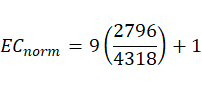 EC_norm = 9(2796/4318) + 1